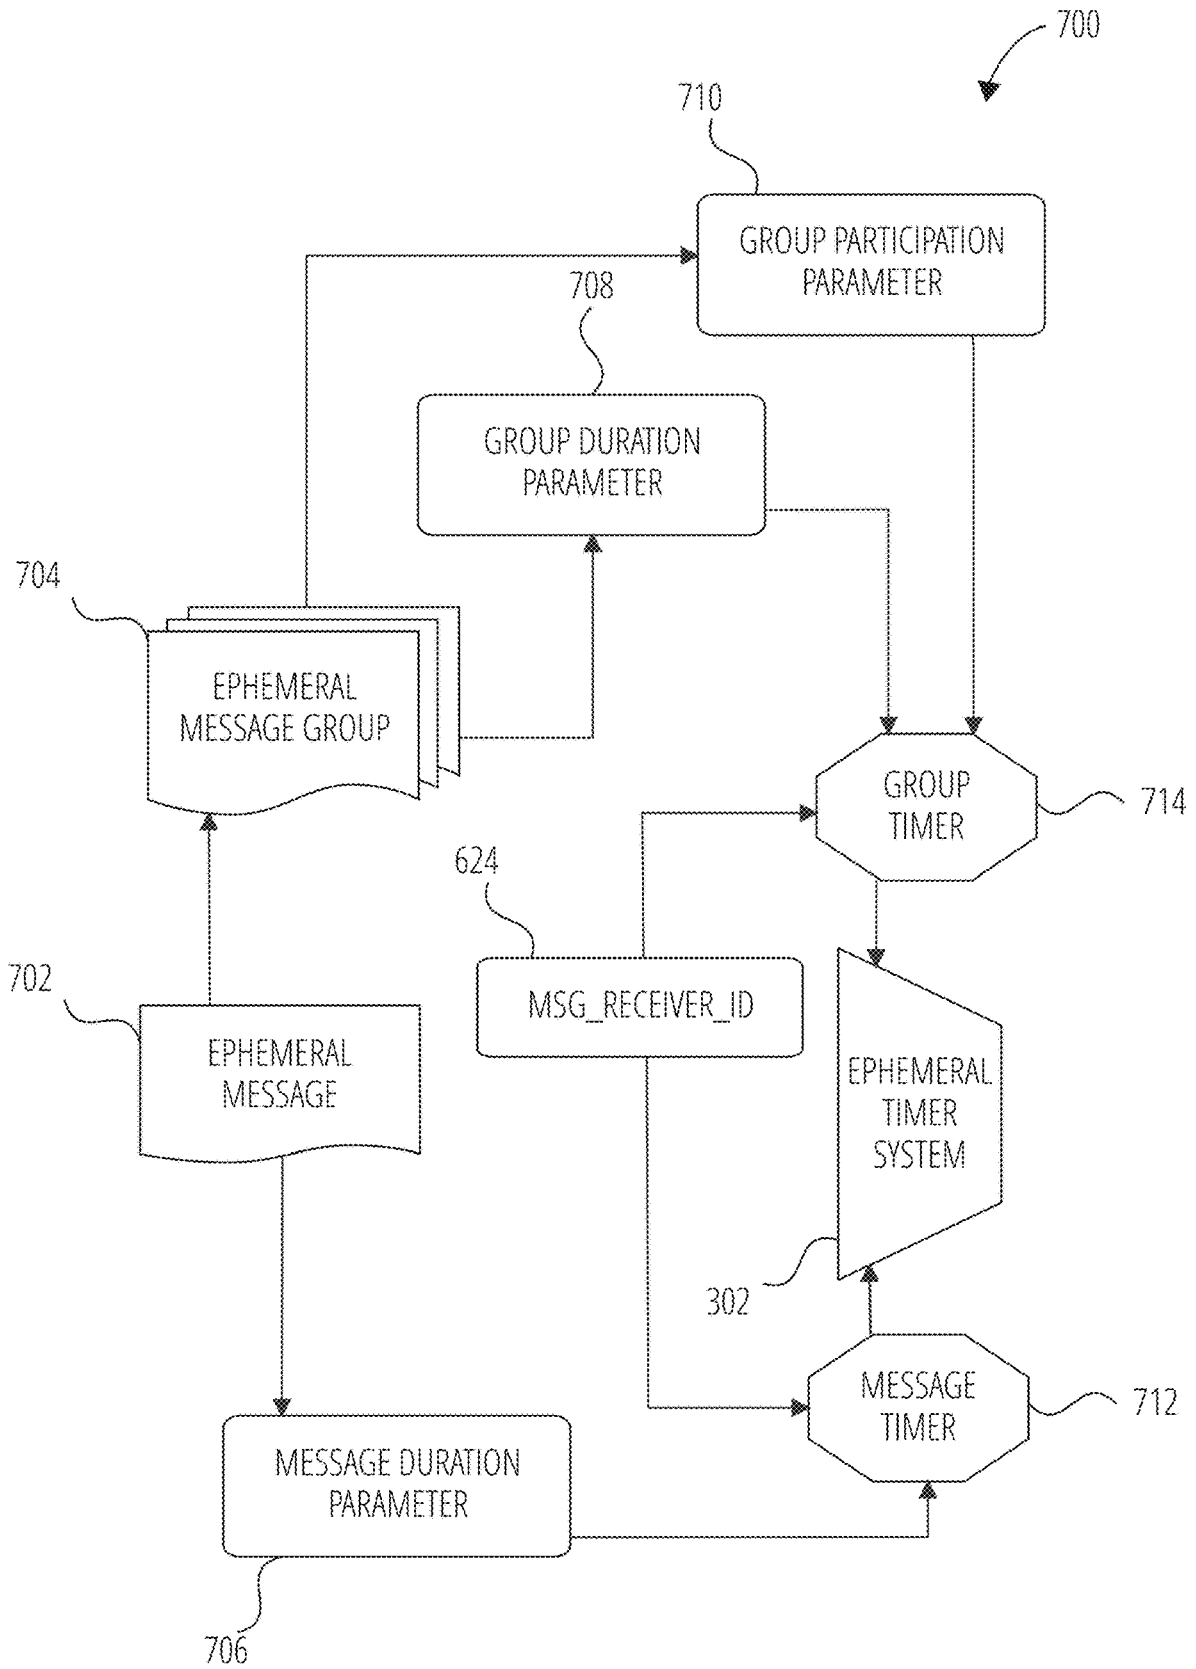 700
710
GROUP PARTICIPATION
PARAMETER
708
GROUP DURATION
PARAMETER
704
EPHEMERAL
MESSAGE GROUP
GROUP
TIMER
714
624
MSG_RECEIVER_ID
702
EPHEMERAL
MESSAGE
EPHEMERAL
TIMER
SYSTEM
302
MESSAGE
TIMER
712
MESSAGE DURATION
PARAMETER
706